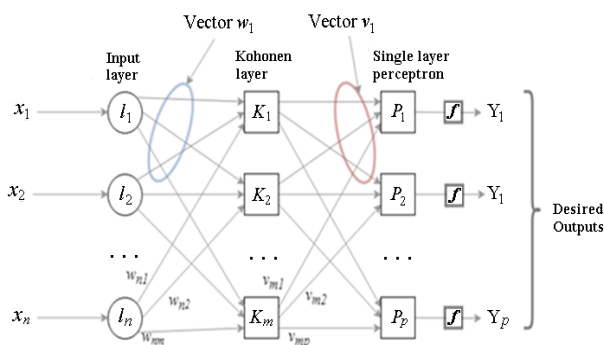 Vector w₁ Vector v₁
Input layer
Kohonen layer
Single layer perceptron
x₁ l₁ K₁ P₁ f Y₁
x₂ l₂ K₂ P₂ f Y₁
Desired Outputs
... ... ...
wₙ₁ vₘ₁
wₙ₂ vₘ₂
xₙ lₙ Kₘ Pₚ f Yₚ
wₙₘ vₘₚ